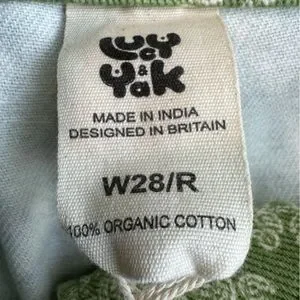 Lucy
& Yak
MADE IN INDIA
DESIGNED IN BRITAIN
W28/R
100% ORGANIC COTTON